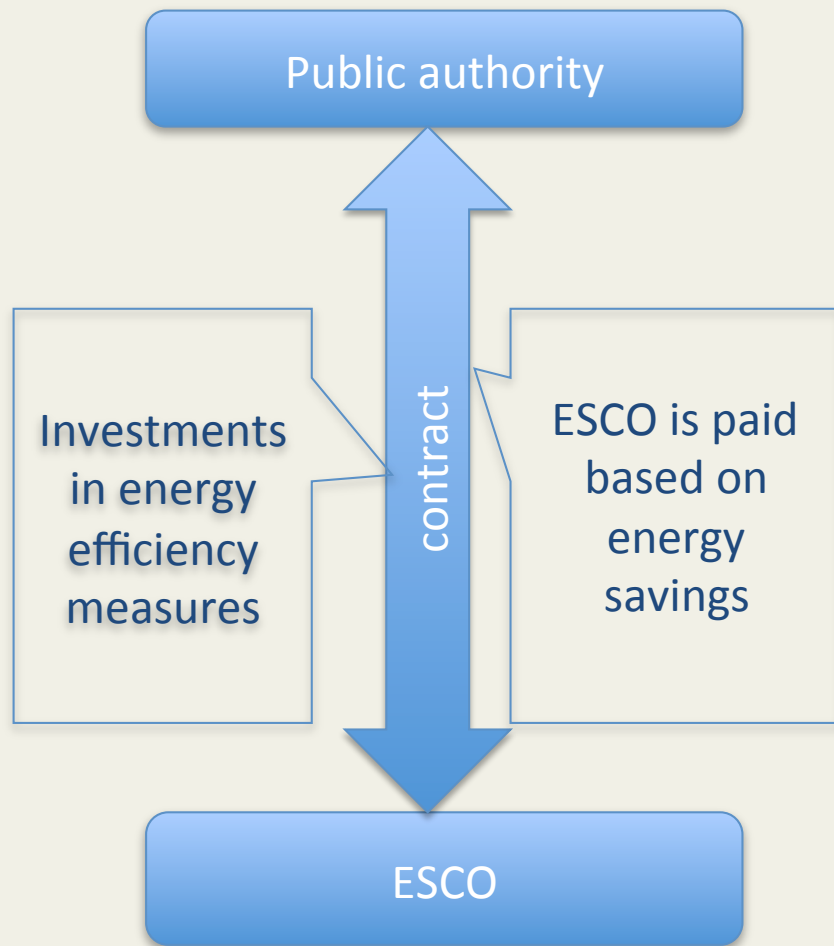 Public authority
Investments
in energy
efficiency
measures
contract
ESCO is paid
based on
energy
savings
ESCO